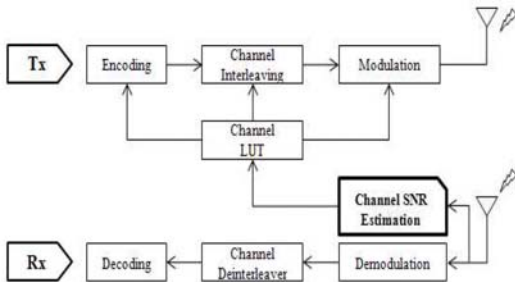 Tx
Encoding
Channel
Interleaving
Modulation
Channel
LUT
Channel SNR
Estimation
Rx
Decoding
Channel
Deinterleaver
Demodulation